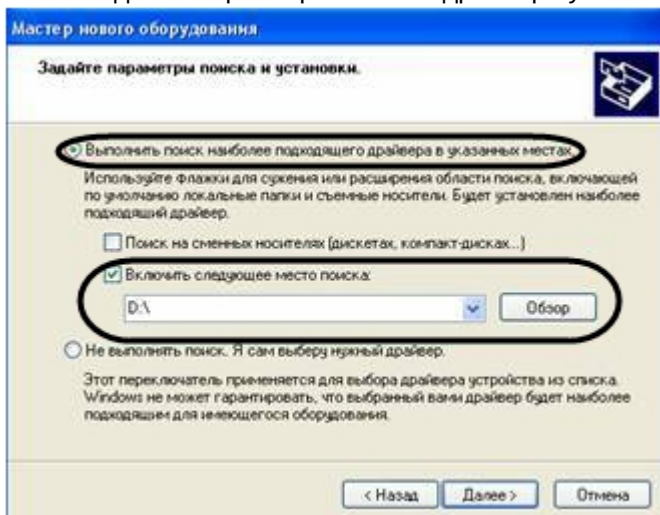 Мастер нового оборудования
Задайте параметры поиска и установки.
Выполнить поиск наиболее подходящего драйвера в указанных местах.
Используйте флажки для сужения или расширения области поиска, включающей
по умолчанию локальные папки и съемные носители. Будет установлен наиболее
подходящий драйвер.
Поиск на сменных носителях (дискетах, компакт-дисках...)
Включить следующее место поиска:
D:\
Обзор
Не выполнять поиск. Я сам выберу нужный драйвер.
Этот переключатель применяется для выбора драйвера устройства из списка.
Windows не может гарантировать, что выбранный вами драйвер будет наиболее
подходящим для имеющегося оборудования.
< Назад
Далее >
Отмена